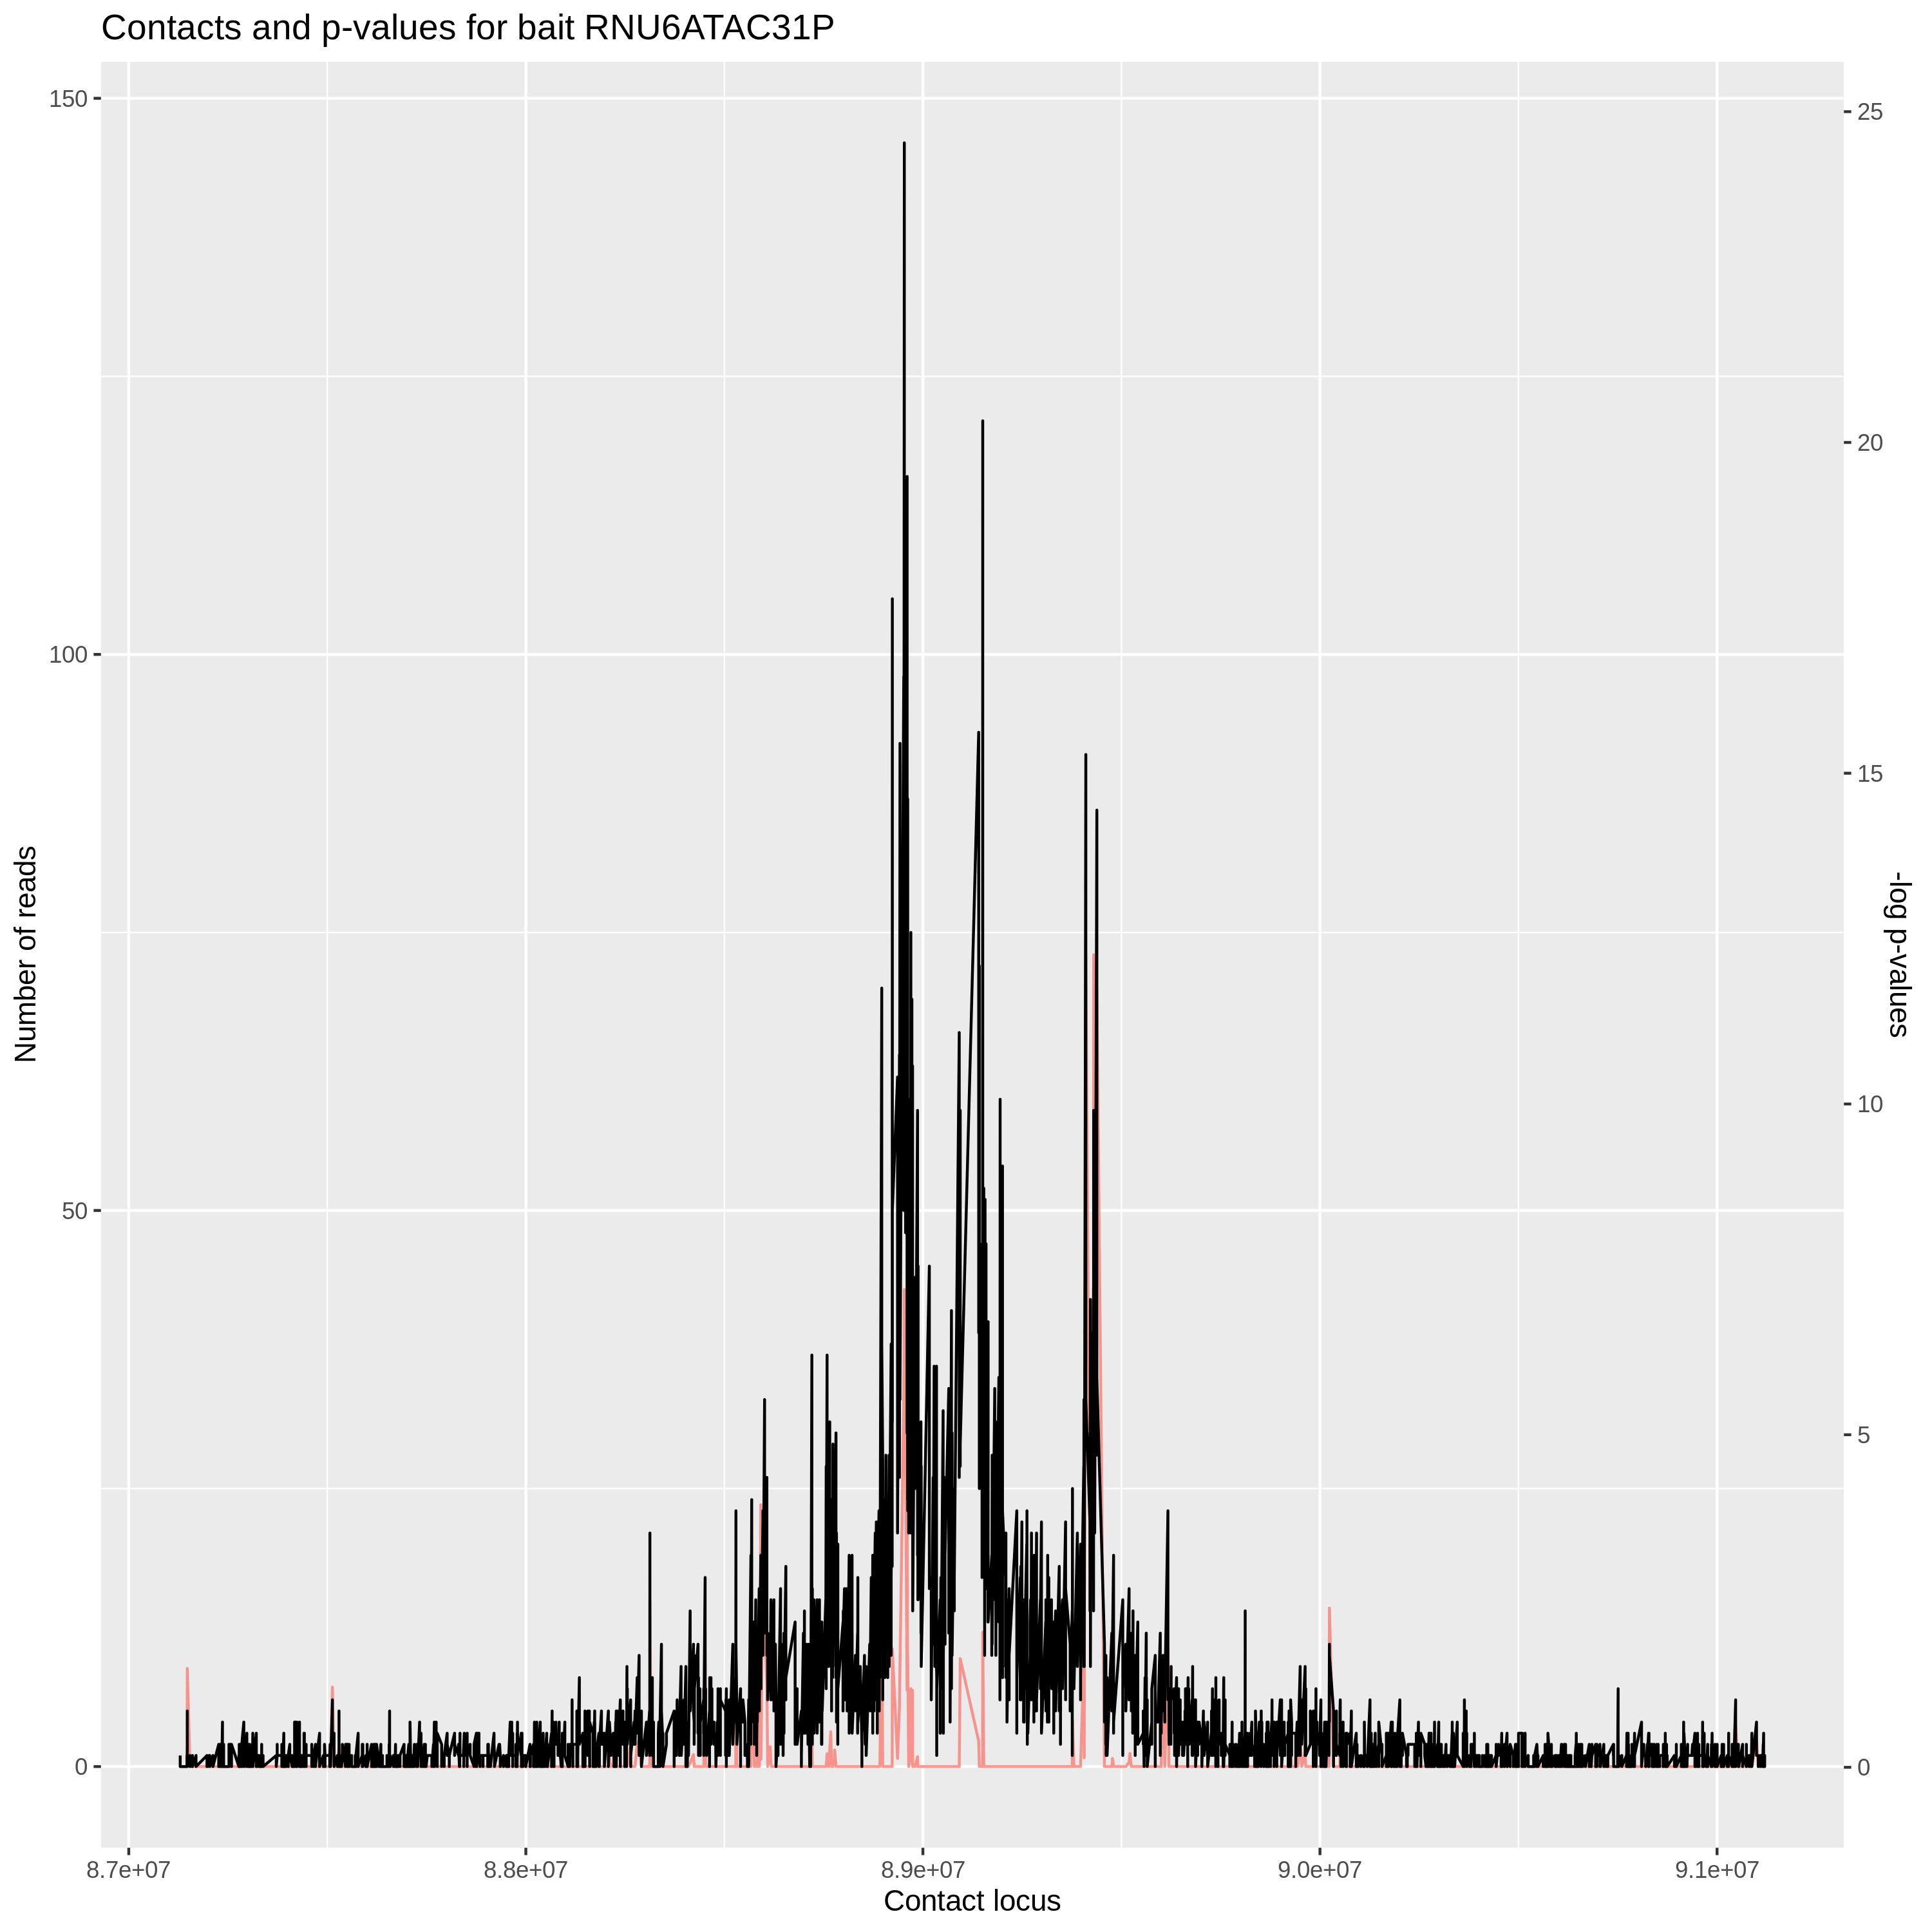 Contacts and p-values for bait RNU6ATAC31P
150
100
50
0
Number of reads
25
20
15
10
5
0
-log p-values
8.7e+07 8.8e+07 8.9e+07 9.0e+07 9.1e+07
Contact locus